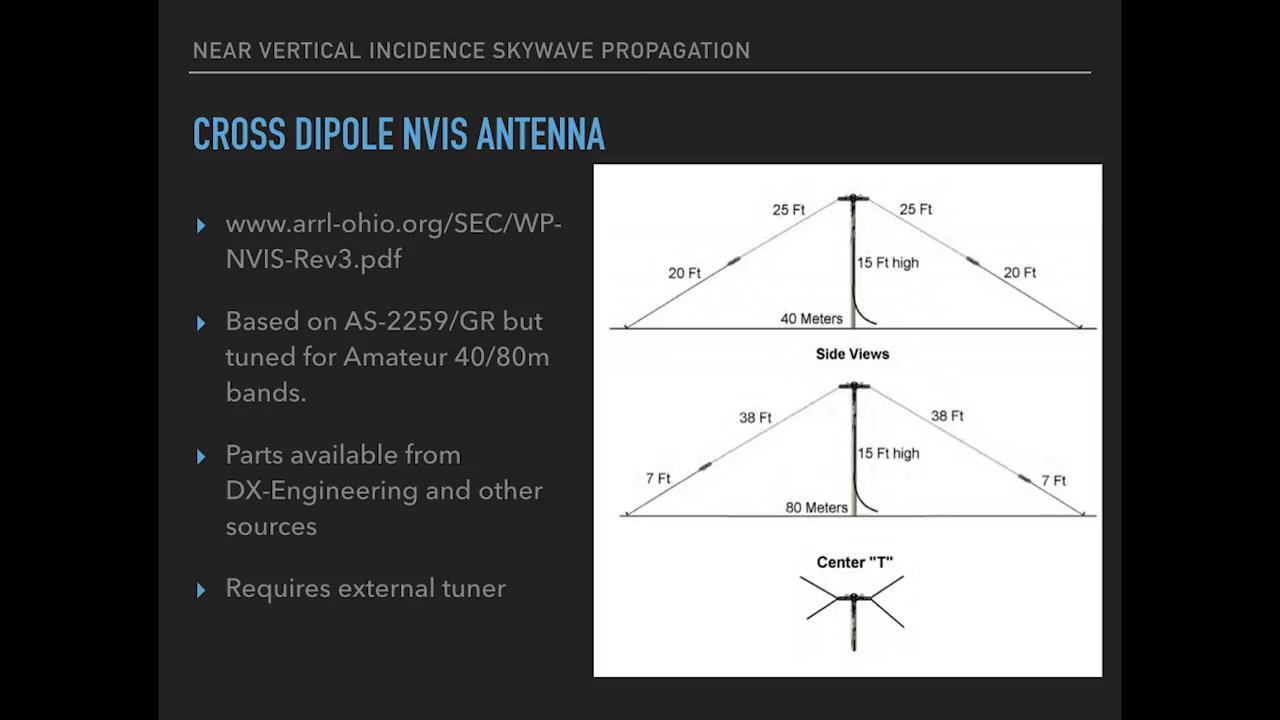 NEAR VERTICAL INCIDENCE SKYWAVE PROPAGATION
CROSS DIPOLE NVIS ANTENNA
www.arrl-ohio.org/SEC/WP-
NVIS-Rev3.pdf
Based on AS-2259/GR but
tuned for Amateur 40/80m
bands.
Parts available from
DX-Engineering and other
sources
Requires external tuner
25 Ft
25 Ft
20 Ft
15 Ft high
20 Ft
40 Meters
Side Views
38 Ft
38 Ft
7 Ft
15 Ft high
7 Ft
80 Meters
Center "T"